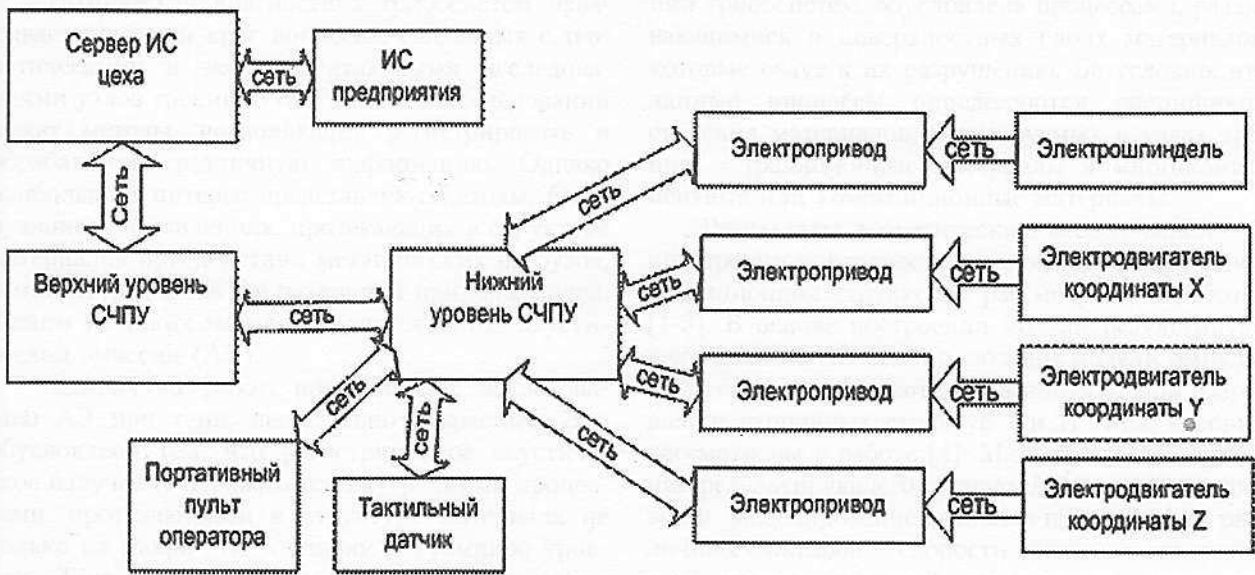 Сервер ИС
цеха
сеть
ИС
предприятия
Сеть
Верхний уровень
СЧПУ
сеть
Нижний
уровень СЧПУ
сеть
Электропривод
сеть
Электрошпиндель
сеть
Электропривод
сеть
Электродвигатель
координаты X
сеть
Электропривод
сеть
Электродвигатель
координаты Y
сеть
Электропривод
сеть
Электродвигатель
координаты Z
сеть
Портативный
пульт
оператора
сеть
Тактильный
датчик